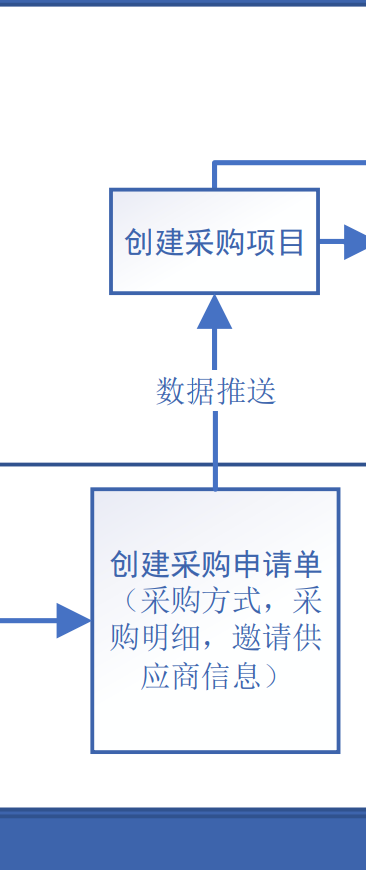 创建采购项目
数据推送
创建采购申请单
（采购方式，采
购明细，邀请供
应商信息）